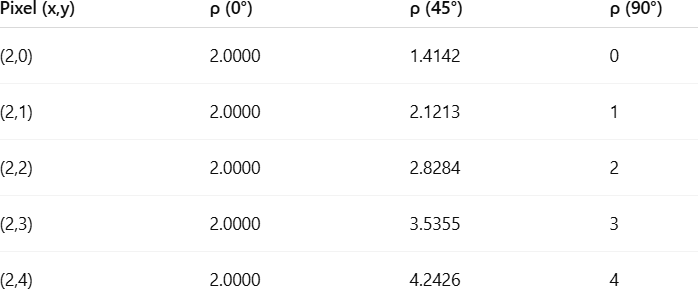 Pixel (x,y) ρ (0°) ρ (45°) ρ (90°)
(2,0) 2.0000 1.4142 0
(2,1) 2.0000 2.1213 1
(2,2) 2.0000 2.8284 2
(2,3) 2.0000 3.5355 3
(2,4) 2.0000 4.2426 4